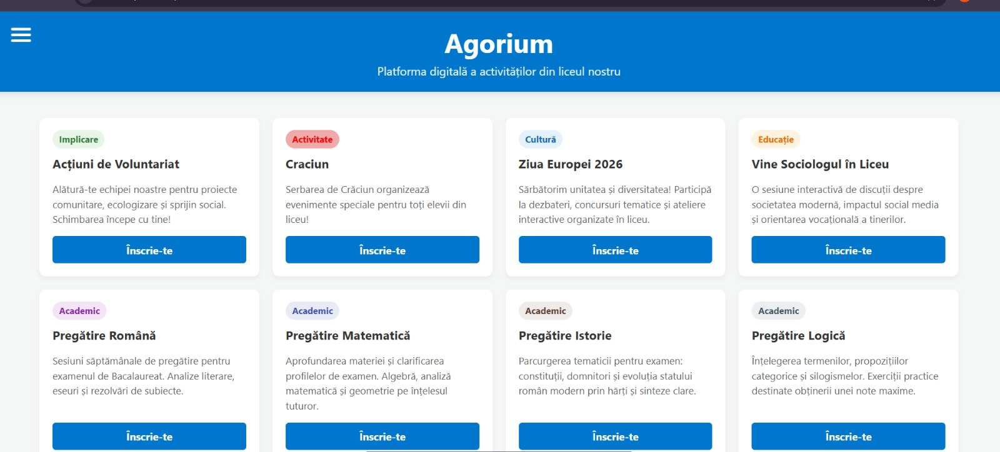 Agorium
Platforma digitală a activităților din liceul nostru
Implicare
Acțiuni de Voluntariat
Alătură-te echipei noastre pentru proiecte
comunitare, ecologizare și sprijin social.
Schimbarea începe cu tine!
Înscrie-te
Activitate
Craciun
Serbarea de Crăciun organizează
evenimente speciale pentru toți elevii din
liceu!
Înscrie-te
Cultură
Ziua Europei 2026
Sărbătorim unitatea și diversitatea! Participă
la dezbateri, concursuri tematice și ateliere
interactive organizate în liceu.
Înscrie-te
Educație
Vine Sociologul în Liceu
O sesiune interactivă de discuții despre
societatea modernă, impactul social media
și orientarea vocațională a tinerilor.
Înscrie-te
Academic
Pregătire Română
Sesiuni săptămânale de pregătire pentru
examenul de Bacalaureat. Analize literare,
eseuri și rezolvări de subiecte.
Înscrie-te
Academic
Pregătire Matematică
Aprofundarea materiei și clarificarea
profilelor de examen. Algebră, analiză
matematică și geometrie pe înțelesul
tuturor.
Înscrie-te
Academic
Pregătire Istorie
Parcurgerea tematicii pentru examen:
constituții, domnitori și evoluția statului
român modern prin hărți și sinteze clare.
Înscrie-te
Academic
Pregătire Logică
Înțelegerea termenilor, propozițiilor
categorice și silogismelor. Exerciții practice
destinate obținerii unei note maxime.
Înscrie-te